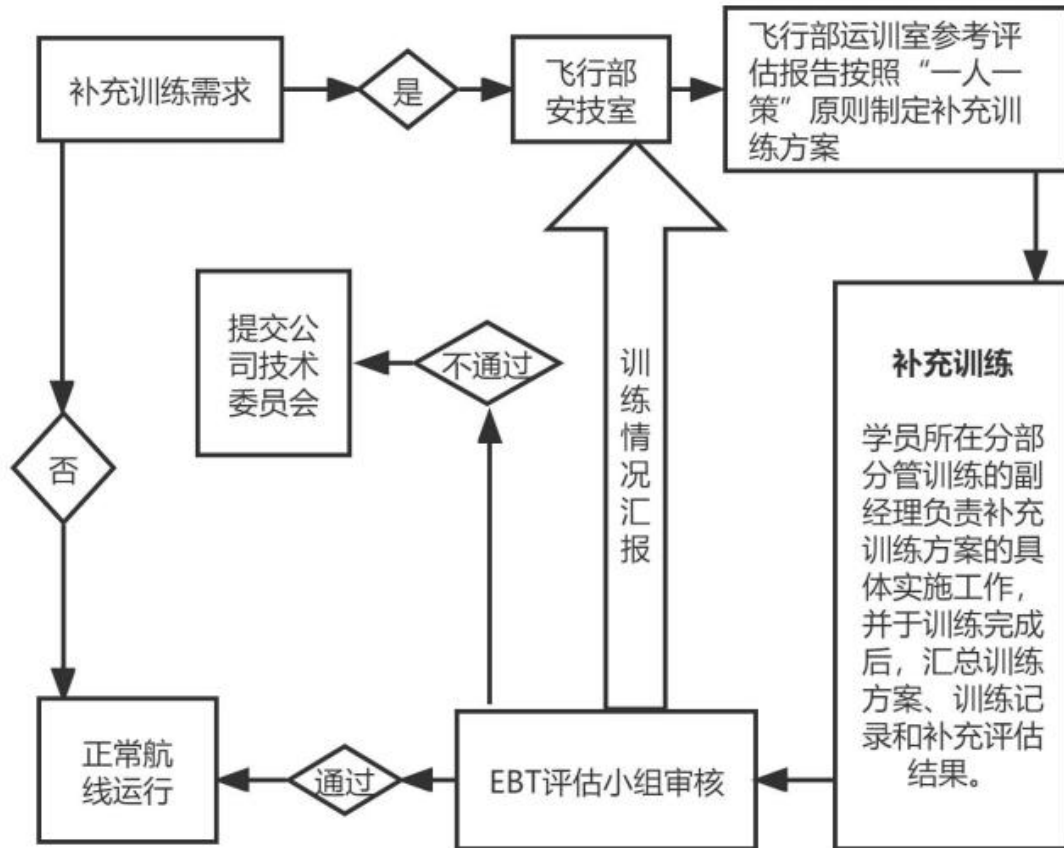 补充训练需求
是
飞行部
安技室
飞行部运训室参考评
估报告按照“一人一
策”原则制定补充训
练方案
提交公
司技术
委员会
不通过
训练情况汇报
补充训练
学员所在分部
分管训练的副
经理负责补充
训练方案的具
体实施工作，
并于训练完成
后，汇总训练
方案、训练记
录和补充评估
结果。
否
正常航
线运行
通过
EBT评估小组审核